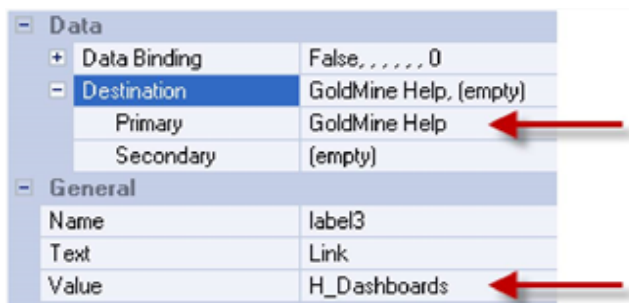 Data
Data Binding False, , , , , , 0
Destination GoldMine Help, (empty)
Primary GoldMine Help
Secondary (empty)
General
Name label3
Text Link
Value H_Dashboards